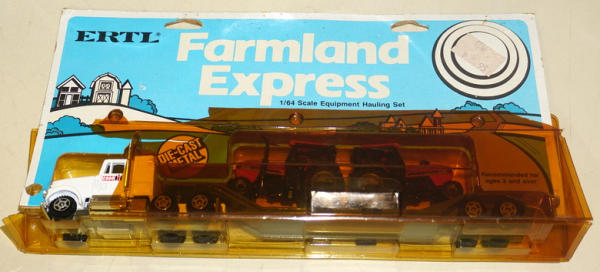 ERTL®
Farmland
Express
1/64 Scale Equipment Hauling Set
DIE-CAST
METAL
Recommended for
ages 3 and over